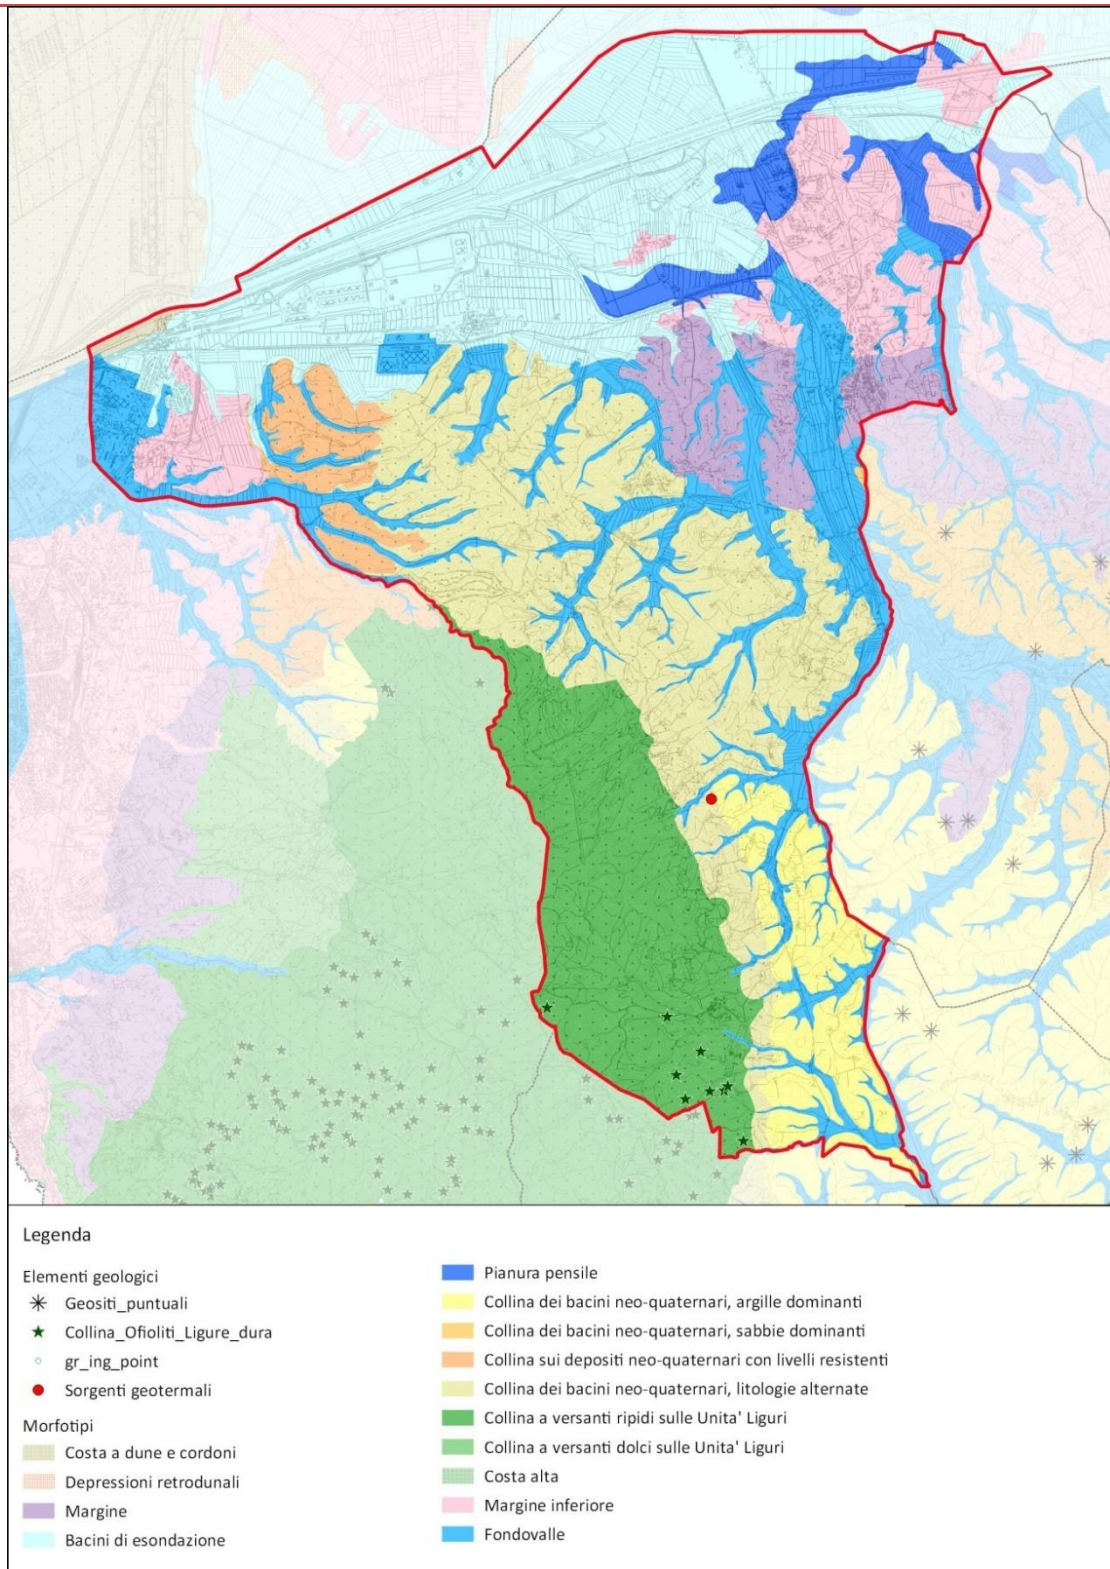 Legenda
Elementi geologici
Geositi_puntuali
Collina_Ofioliti_Ligure_dura
gr_ing_point
Sorgenti geotermali
Morfotipi
Costa a dune e cordoni
Depressioni retrodunali
Margine
Bacini di esondazione
Pianura pensile
Collina dei bacini neo-quaternari, argille dominanti
Collina dei bacini neo-quaternari, sabbie dominanti
Collina sui depositi neo-quaternari con livelli resistenti
Collina dei bacini neo-quaternari, litologie alternate
Collina a versanti ripidi sulle Unita' Liguri
Collina a versanti dolci sulle Unita' Liguri
Costa alta
Margine inferiore
Fondovalle